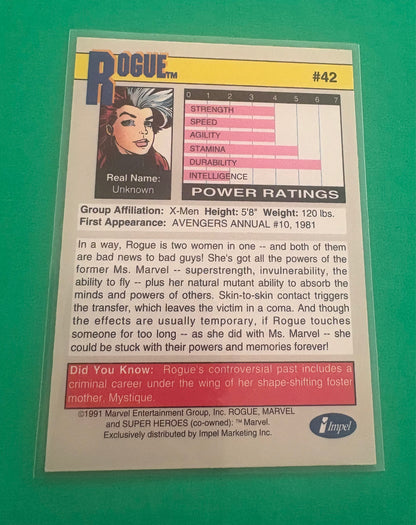 ROGUE™
#42
0 1 2 3 4 5 6 7
STRENGTH
SPEED
AGILITY
STAMINA
DURABILITY
INTELLIGENCE
Real Name:
Unknown
POWER RATINGS
Group Affiliation: X-Men Height: 5'8" Weight: 120 lbs.
First Appearance: AVENGERS ANNUAL #10, 1981
In a way, Rogue is two women in one -- and both of them
are bad news to bad guys! She's got all the powers of the
former Ms. Marvel -- superstrength, invulnerability, the
ability to fly -- plus her natural mutant ability to absorb the
minds and powers of others. Skin-to-skin contact triggers
the transfer, which leaves the victim in a coma. And though
the effects are usually temporary, if Rogue touches
someone for too long -- as she did with Ms. Marvel -- she
could be stuck with their powers and memories forever!
Did You Know: Rogue's controversial past includes a
criminal career under the wing of her shape-shifting foster
mother, Mystique.
©1991 Marvel Entertainment Group, Inc. ROGUE, MARVEL
and SUPER HEROES (co-owned): ™ Marvel.
Exclusively distributed by Impel Marketing Inc.
Impel